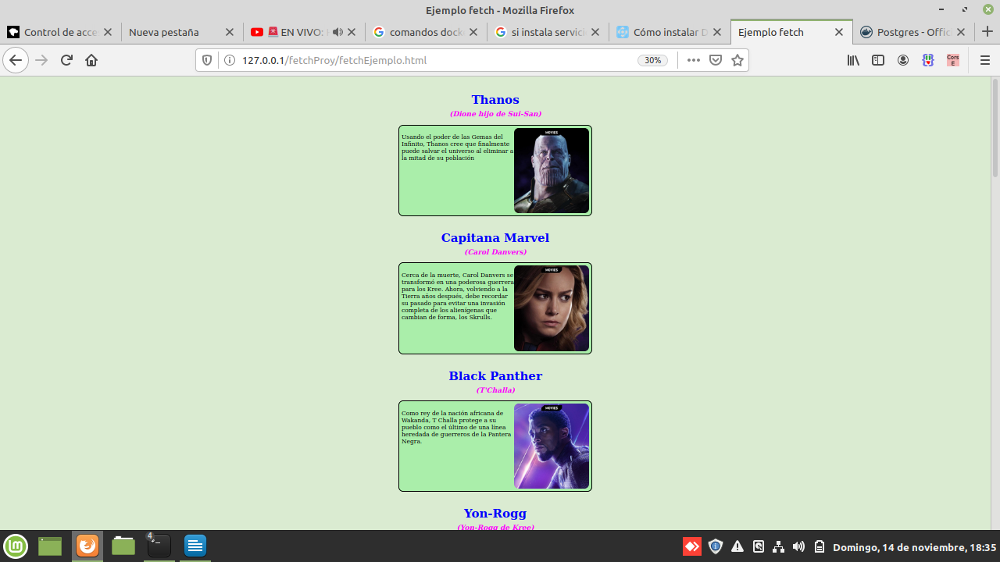 Ejemplo fetch - Mozilla Firefox
Control de acce
Nueva pestaña
EN VIVO:
comandos dock
si instala servici
Cómo instalar D
Ejemplo fetch
Postgres - Offic
127.0.0.1/fetchProy/fetchEjemplo.html
30%
Cors
E
Thanos
(Dione hijo de Sui-San)
Usando el poder de las Gemas del
Infinito, Thanos cree que finalmente
puede salvar el universo al eliminar a
la mitad de su población
MOVIES
Capitana Marvel
(Carol Danvers)
Cerca de la muerte, Carol Danvers se
transformó en una poderosa guerrera
para los Kree. Ahora, volviendo a la
Tierra años después, debe recordar
su pasado para evitar una invasión
completa de los alienígenas que
cambian de forma, los Skrulls.
MOVIES
Black Panther
(T'Challa)
Como rey de la nación africana de
Wakanda, T Challa protege a su
pueblo como el último de una línea
heredada de guerreros de la Pantera
Negra.
MOVIES
Yon-Rogg
(Yon-Rogg de Kree)
4
Domingo, 14 de noviembre, 18:35